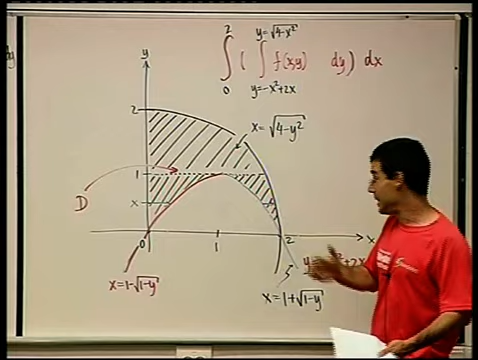 2 y=√4-x²
∫ ( ∫ f(x,y) dy ) dx
0 y=-x²+2x
y
2
x=√4-y²
1
D
x
0 1 2 x
x=1-√1-y
x=1+√1-y